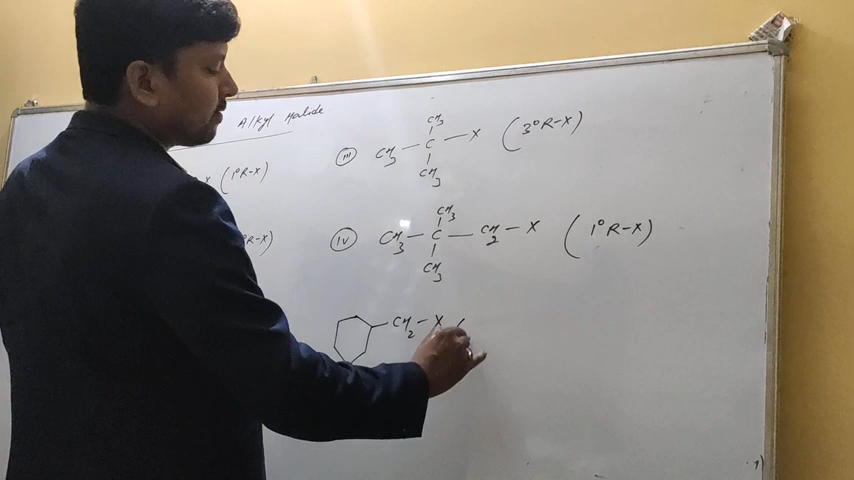 Alkyl Halide
X (1°R-X)
°R-X)
CH3
(III) CH3 - C - X (3°R-X)
CH3
CH3
(IV) CH3 - C - CH2 - X (1°R-X)
CH3
CH2 - X (